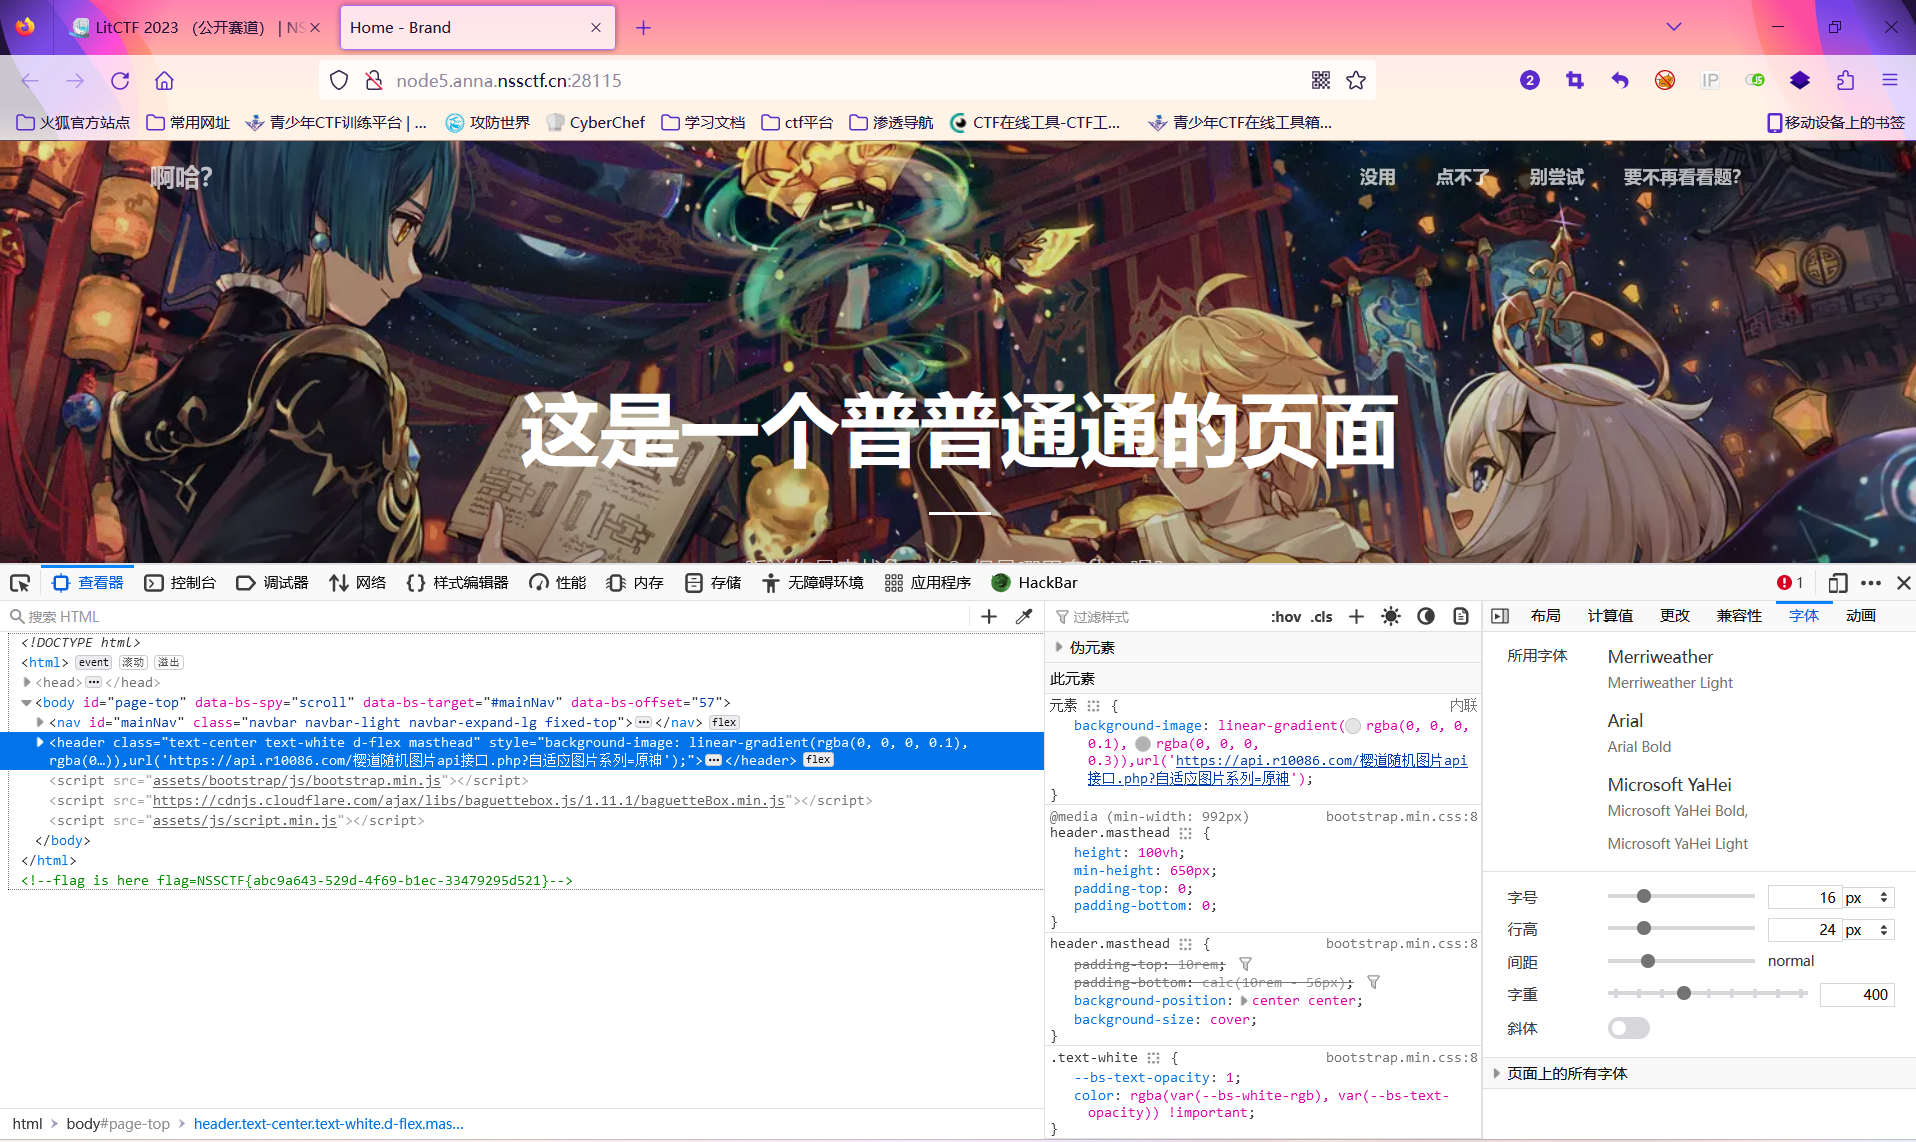 LitCTF 2023 （公开赛道） | NS
Home - Brand
node5.anna.nssctf.cn:28115
2
IP
JS
火狐官方站点
常用网址
青少年CTF训练平台 | ...
攻防世界
CyberChef
学习文档
ctf平台
渗透导航
CTF在线工具-CTF工...
青少年CTF在线工具箱...
移动设备上的书签
啊哈?
没用
点不了
别尝试
要不再看看题?
这是一个普普通通的页面
查看器
控制台
调试器
网络
样式编辑器
性能
内存
存储
无障碍环境
应用程序
HackBar
1
搜索 HTML
<!DOCTYPE html>
<html> event 滚动 溢出
<head>···</head>
<body id="page-top" data-bs-spy="scroll" data-bs-target="#mainNav" data-bs-offset="57">
<nav id="mainNav" class="navbar navbar-light navbar-expand-lg fixed-top">···</nav> flex
<header class="text-center text-white d-flex masthead" style="background-image: linear-gradient(rgba(0, 0, 0, 0.1),
rgba(0…)),url('https://api.r10086.com/樱道随机图片api接口.php?自适应图片系列=原神');">···</header> flex
<script src="assets/bootstrap/js/bootstrap.min.js"></script>
<script src="https://cdnjs.cloudflare.com/ajax/libs/baguettebox.js/1.11.1/baguetteBox.min.js"></script>
<script src="assets/js/script.min.js"></script>
</body>
</html>
<!--flag is here flag=NSSCTF{abc9a643-529d-4f69-b1ec-33479295d521}-->
html
body#page-top
header.text-center.text-white.d-flex.mas...
过滤样式
:hov
.cls
伪元素
此元素
元素 { 内联
background-image: linear-gradient( rgba(0, 0, 0,
0.1), rgba(0, 0, 0,
0.3)),url('https://api.r10086.com/樱道随机图片api
接口.php?自适应图片系列=原神');
}
@media (min-width: 992px) bootstrap.min.css:8
header.masthead {
height: 100vh;
min-height: 650px;
padding-top: 0;
padding-bottom: 0;
}
header.masthead { bootstrap.min.css:8
padding-top: 10rem;
padding-bottom: calc(10rem - 56px);
background-position: center center;
background-size: cover;
}
.text-white { bootstrap.min.css:8
--bs-text-opacity: 1;
color: rgba(var(--bs-white-rgb), var(--bs-text-
opacity)) !important;
}
布局
计算值
更改
兼容性
字体
动画
所用字体
Merriweather
Merriweather Light
Arial
Arial Bold
Microsoft YaHei
Microsoft YaHei Bold,
Microsoft YaHei Light
字号 16 px
行高 24 px
间距 normal
字重 400
斜体
页面上的所有字体